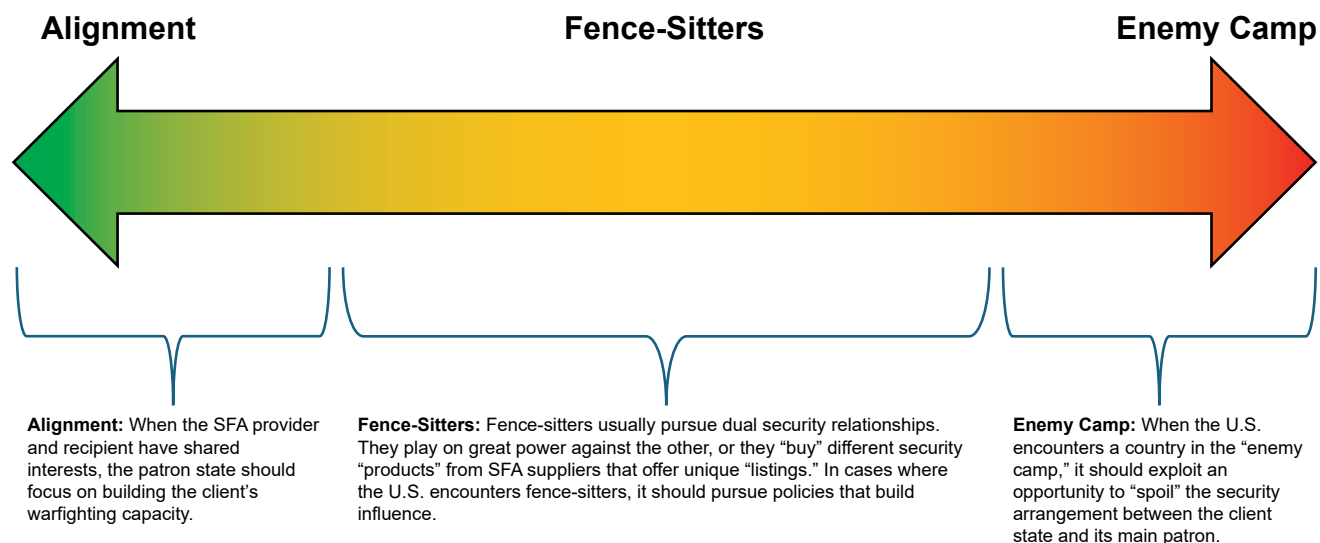 Alignment
Fence-Sitters
Enemy Camp
Alignment: When the SFA provider
and recipient have shared
interests, the patron state should
focus on building the client’s
warfighting capacity.
Fence-Sitters: Fence-sitters usually pursue dual security relationships.
They play on great power against the other, or they “buy” different security
“products” from SFA suppliers that offer unique “listings.” In cases where
the U.S. encounters fence-sitters, it should pursue policies that build
influence.
Enemy Camp: When the U.S.
encounters a country in the “enemy
camp,” it should exploit an
opportunity to “spoil” the security
arrangement between the client
state and its main patron.